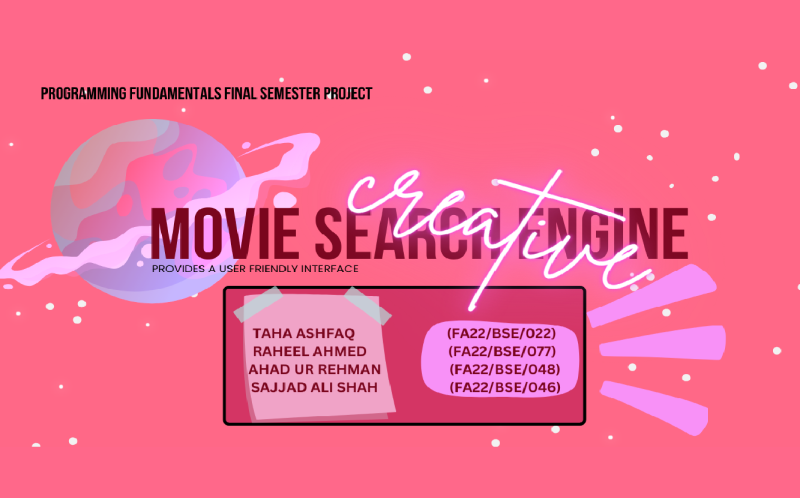 PROGRAMMING FUNDAMENTALS FINAL SEMESTER PROJECT
creative
MOVIE SEARCH ENGINE
PROVIDES A USER FRIENDLY INTERFACE
TAHA ASHFAQ (FA22/BSE/022)
RAHEEL AHMED (FA22/BSE/077)
AHAD UR REHMAN (FA22/BSE/048)
SAJJAD ALI SHAH (FA22/BSE/046)